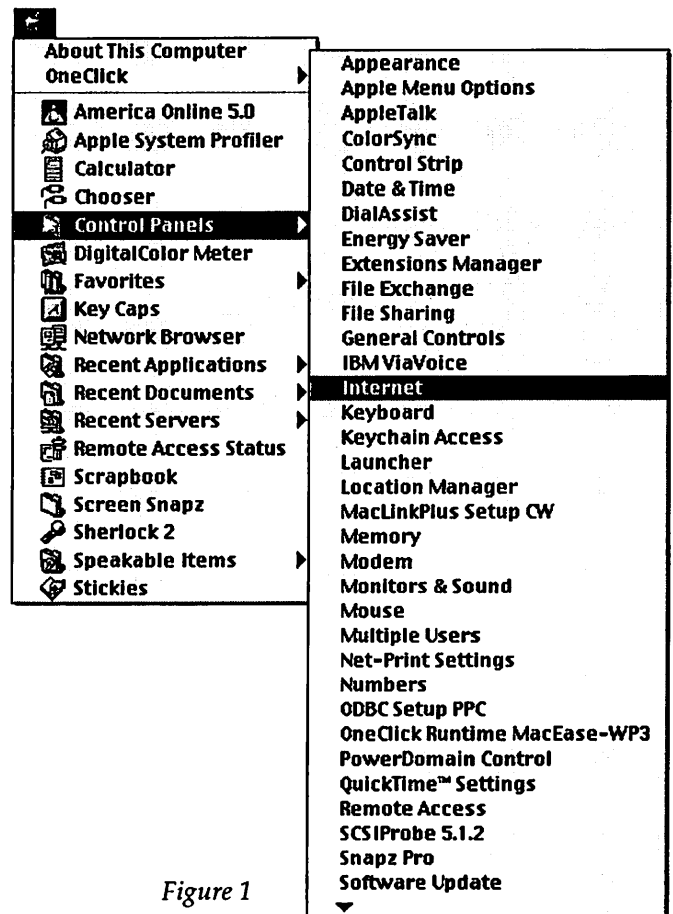 About This Computer
OneClick
America Online 5.0
Apple System Profiler
Calculator
Chooser
Control Panels
DigitalColor Meter
Favorites
Key Caps
Network Browser
Recent Applications
Recent Documents
Recent Servers
Remote Access Status
Scrapbook
Screen Snapz
Sherlock 2
Speakable Items
Stickies
Appearance
Apple Menu Options
AppleTalk
ColorSync
Control Strip
Date & Time
DialAssist
Energy Saver
Extensions Manager
File Exchange
File Sharing
General Controls
IBM ViaVoice
Internet
Keyboard
Keychain Access
Launcher
Location Manager
MacLinkPlus Setup CW
Memory
Modem
Monitors & Sound
Mouse
Multiple Users
Net-Print Settings
Numbers
ODBC Setup PPC
OneClick Runtime MacEase-WP3
PowerDomain Control
QuickTime™ Settings
Remote Access
SCSIProbe 5.1.2
Snapz Pro
Software Update
Figure 1